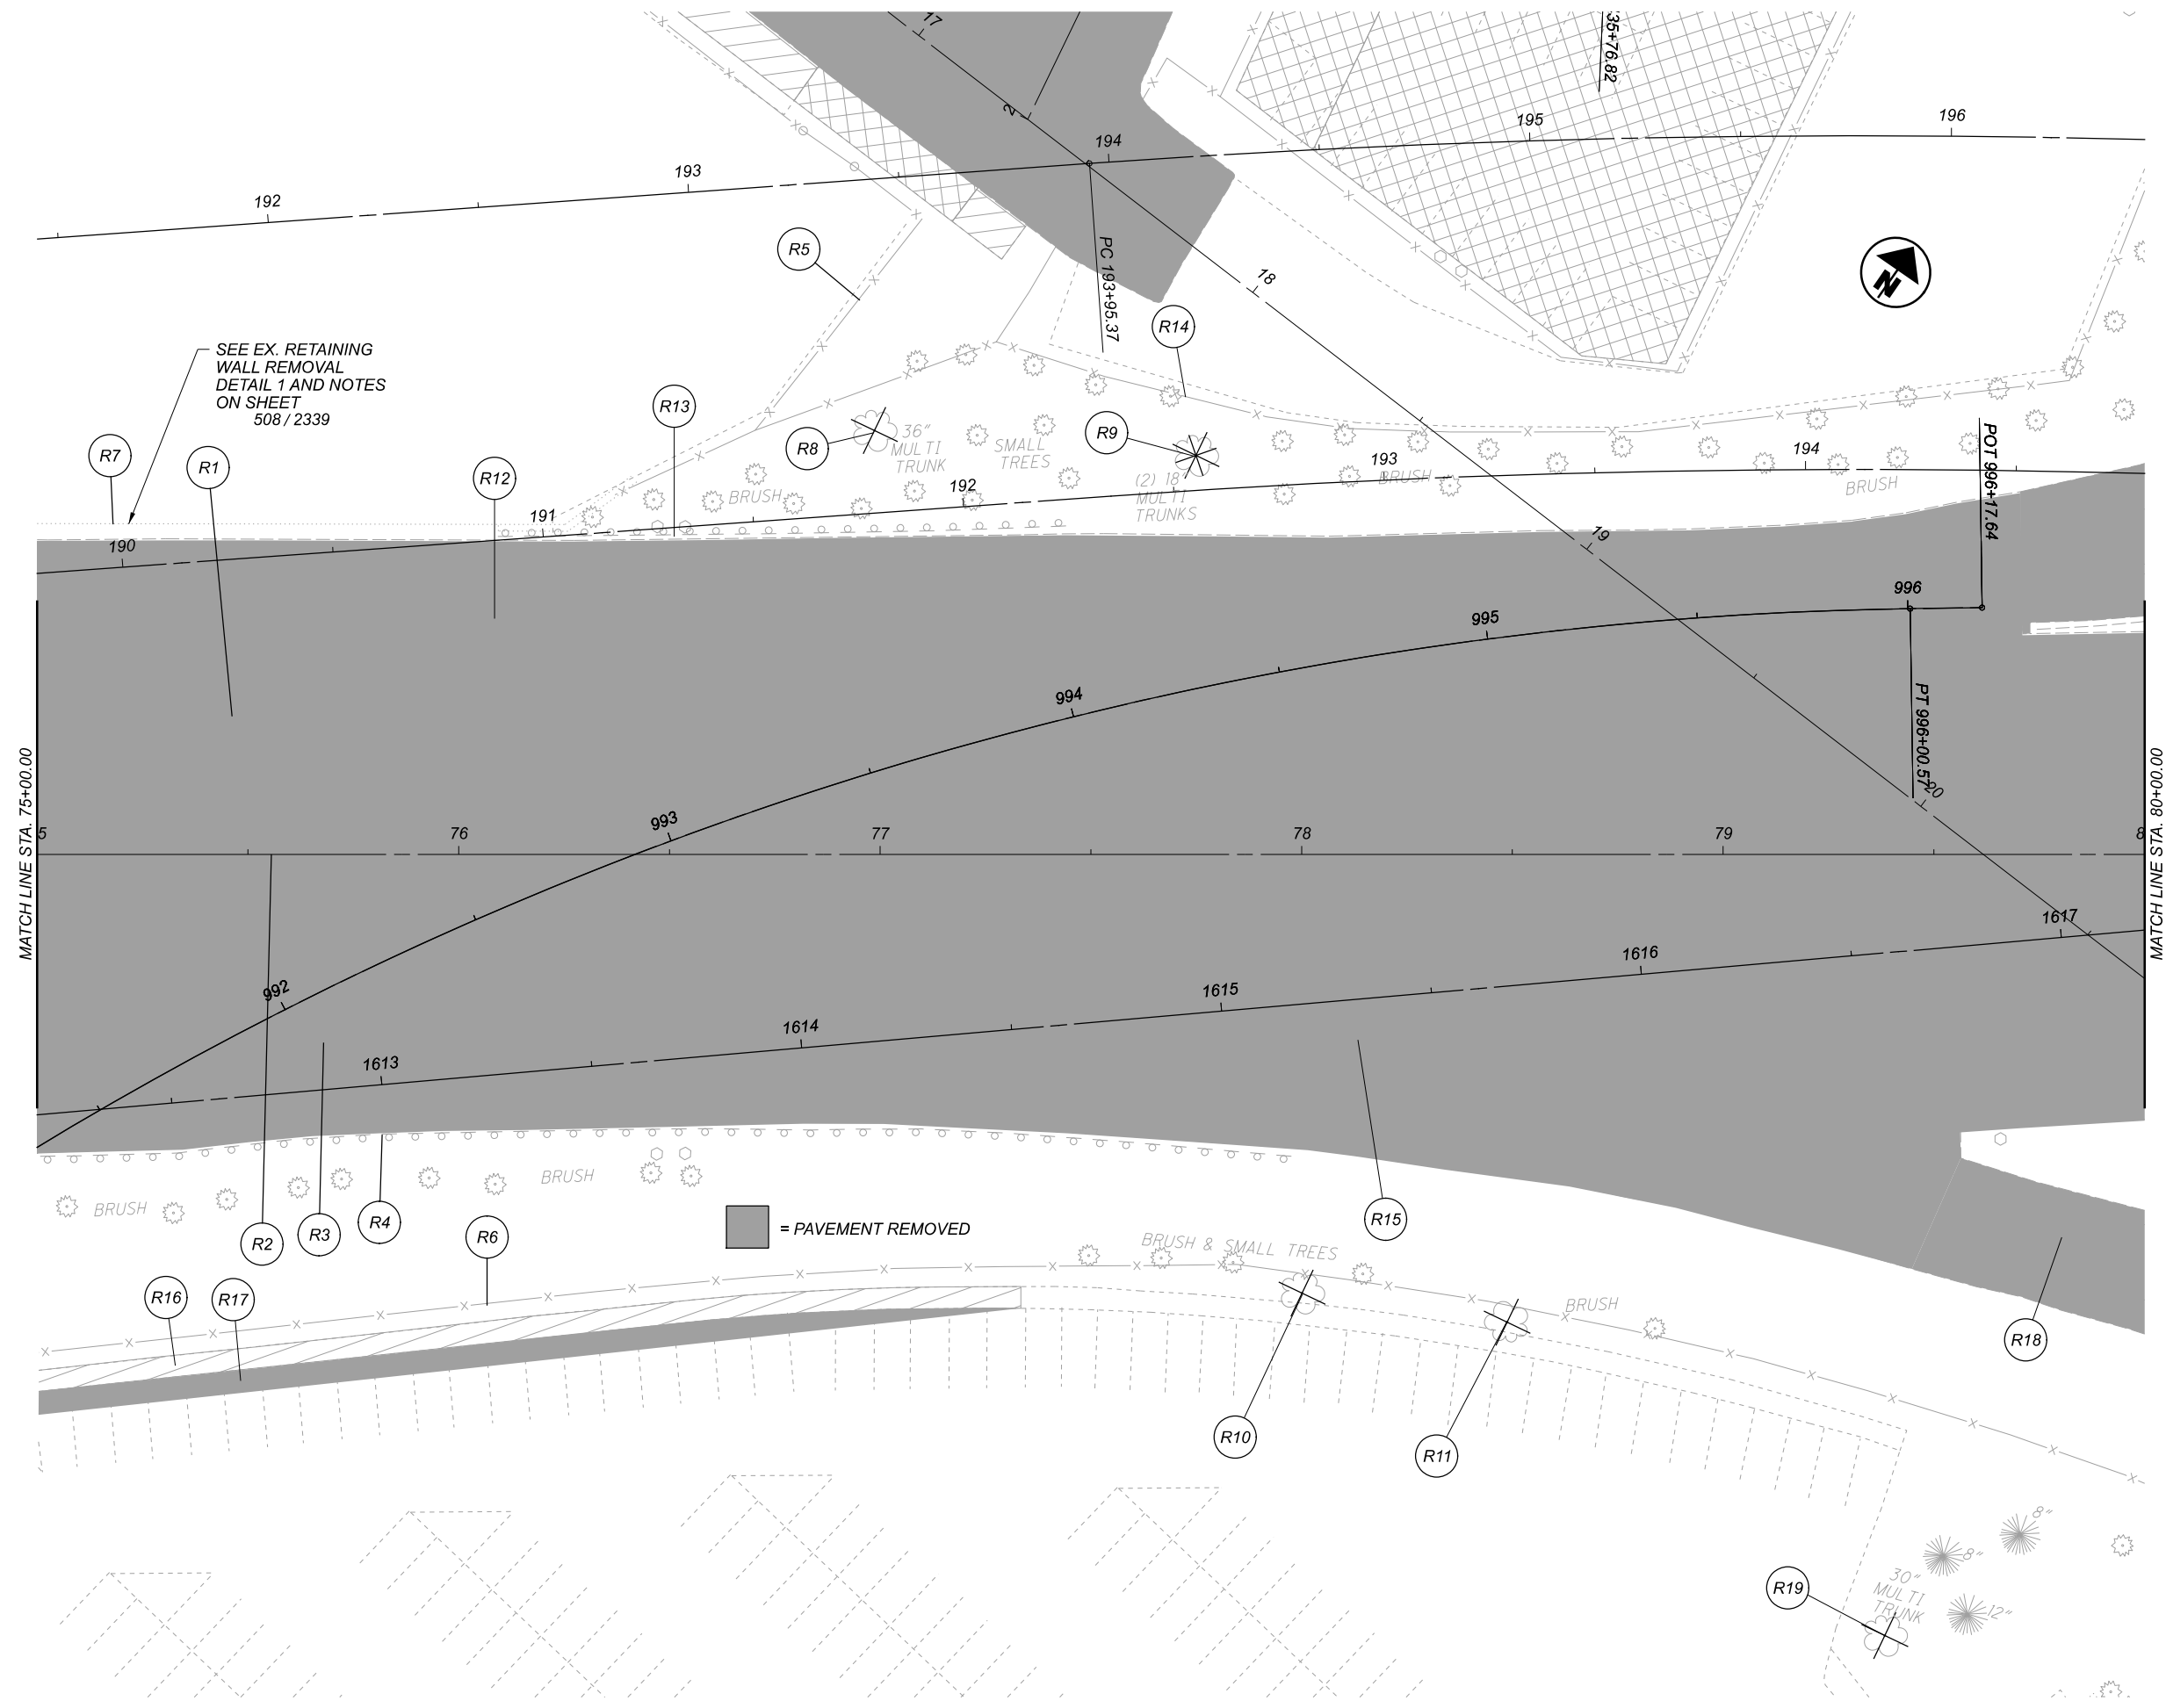 17
2
35+76.82
194
195
196
193
192
R5
PC 193+95.37
18
N
R14
SEE EX. RETAINING
WALL REMOVAL
DETAIL 1 AND NOTES
ON SHEET
508 / 2339
R13
R7
R1
R12
R8
36"
MULTI
TRUNK
SMALL
TREES
R9
(2) 18"
MULTI
TRUNKS
193
BRUSH
194
BRUSH
POT 996+17.64
BRUSH
192
191
190
19
996
995
994
PT 996+00.57
20
993
MATCH LINE STA. 75+00.00
5
76
77
78
79
8
MATCH LINE STA. 80+00.00
992
1617
1616
1615
1614
1613
BRUSH
BRUSH
R2
R3
R4
R6
= PAVEMENT REMOVED
R15
BRUSH & SMALL TREES
BRUSH
R16
R17
R18
R10
R11
8"
8"
30"
MULTI
TRUNK
12"
R19